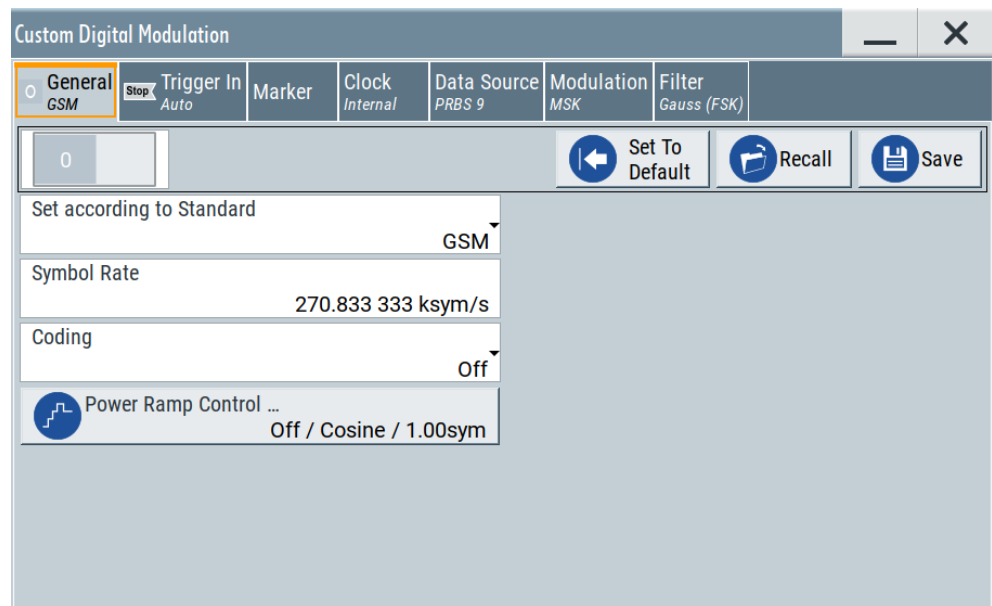 Custom Digital Modulation
0 General
GSM
Stop Trigger In
Auto
Marker
Clock
Internal
Data Source
PRBS 9
Modulation
MSK
Filter
Gauss (FSK)
0
Set To
Default
Recall
Save
Set according to Standard
GSM
Symbol Rate
270.833 333 ksym/s
Coding
Off
Power Ramp Control ...
Off / Cosine / 1.00sym